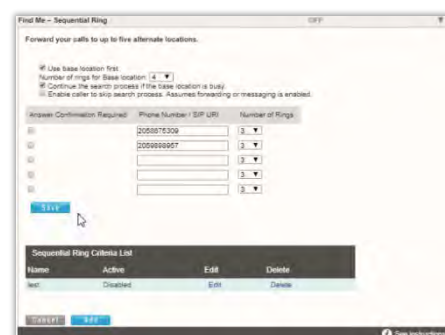 Find Me – Sequential Ring OFF
Forward your calls to up to five alternate locations.
Use base location first
Number of rings for Base location: 4
Continue the search process if the base location is busy.
Enable caller to skip search process. Assumes forwarding or messaging is enabled.
Answer Confirmation Required Phone Number / SIP URI Number of Rings
2058875309 3
2059898957 3
3
3
3
Save
Sequential Ring Criteria List
Name Active Edit Delete
test Disabled Edit Delete
Cancel Add
See instructions